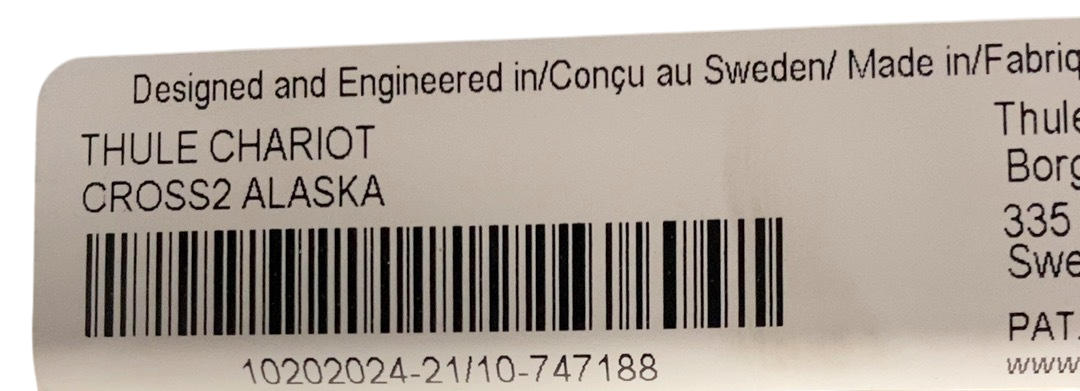 Designed and Engineered in/Conçu au Sweden/ Made in/Fabriq
THULE CHARIOT
CROSS2 ALASKA
10202024-21/10-747188
Thule
Borg
335
Swe
PAT.
www